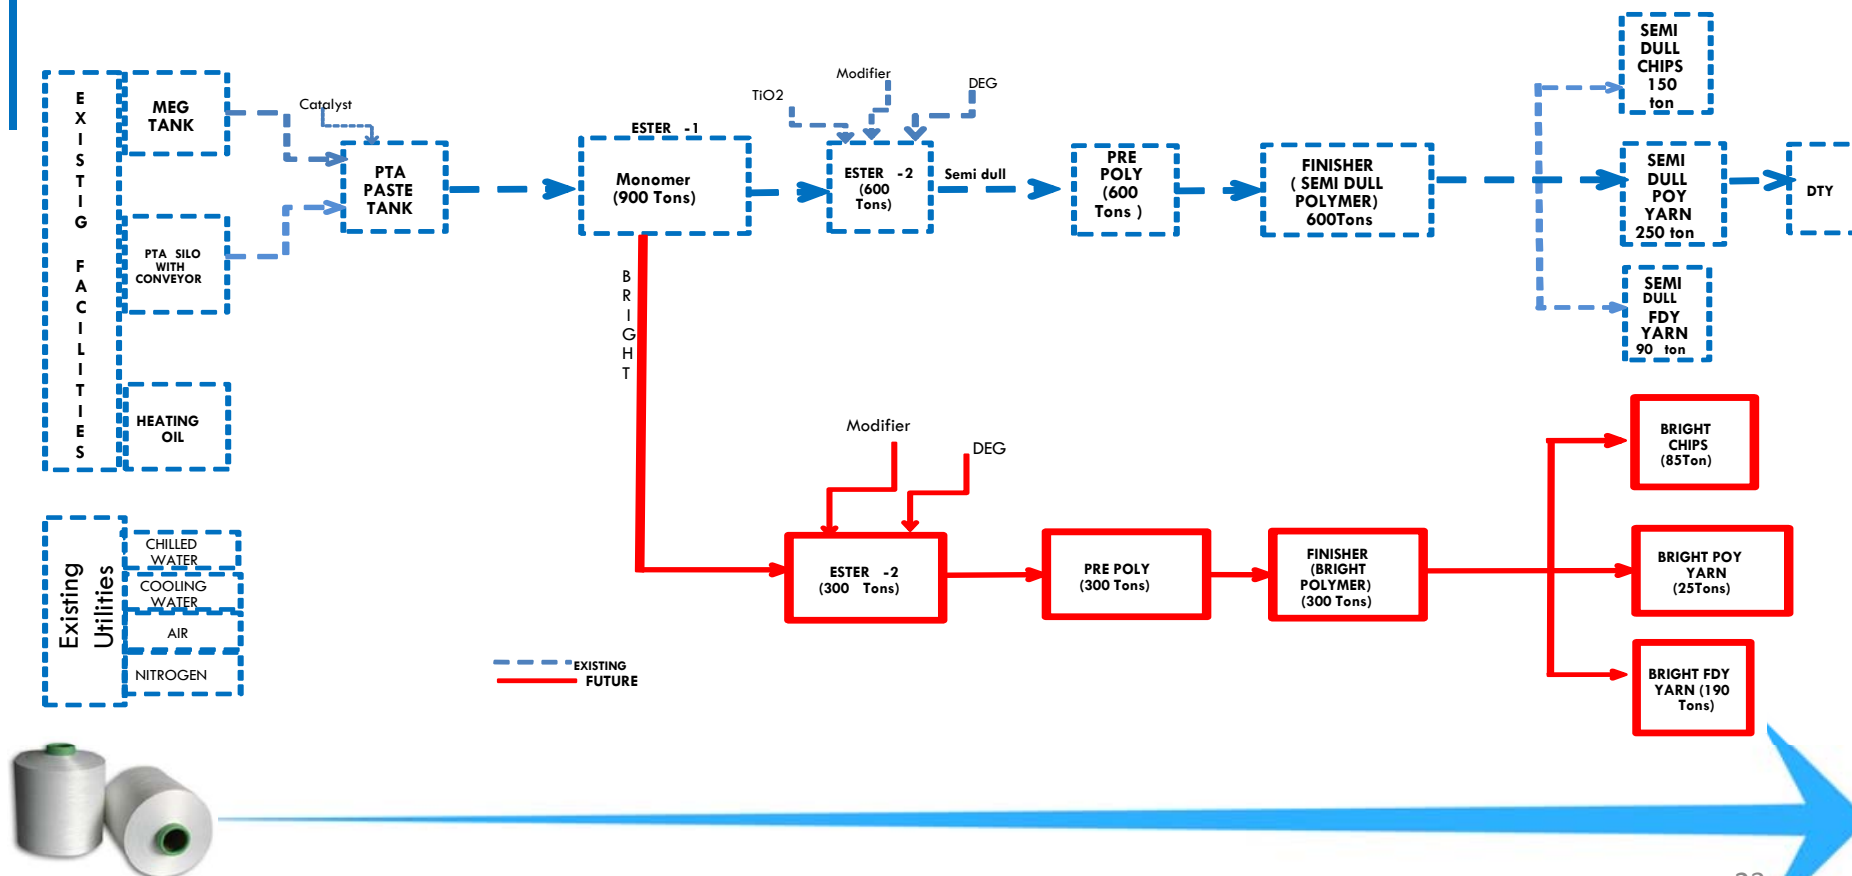 EXISTIG FACILITIES
MEG
TANK
PTA SILO
WITH
CONVEYOR
HEATING
OIL
Catalyst
PTA
PASTE
TANK
ESTER -1
Monomer
(900 Tons)
TiO2
Modifier
DEG
ESTER -2
(600
Tons)
Semi dull
PRE
POLY
(600
Tons )
FINISHER
( SEMI DULL
POLYMER)
600Tons
SEMI
DULL
CHIPS
150
ton
SEMI
DULL
POY
YARN
250 ton
DTY
SEMI
DULL
FDY
YARN
90 ton
BRIGHT
Modifier
DEG
ESTER -2
(300 Tons)
PRE POLY
(300 Tons)
FINISHER
(BRIGHT
POLYMER)
(300 Tons)
BRIGHT
CHIPS
(85Ton)
BRIGHT POY
YARN
(25Tons)
BRIGHT FDY
YARN (190
Tons)
Existing
Utilities
CHILLED
WATER
COOLING
WATER
AIR
NITROGEN
EXISTING
FUTURE